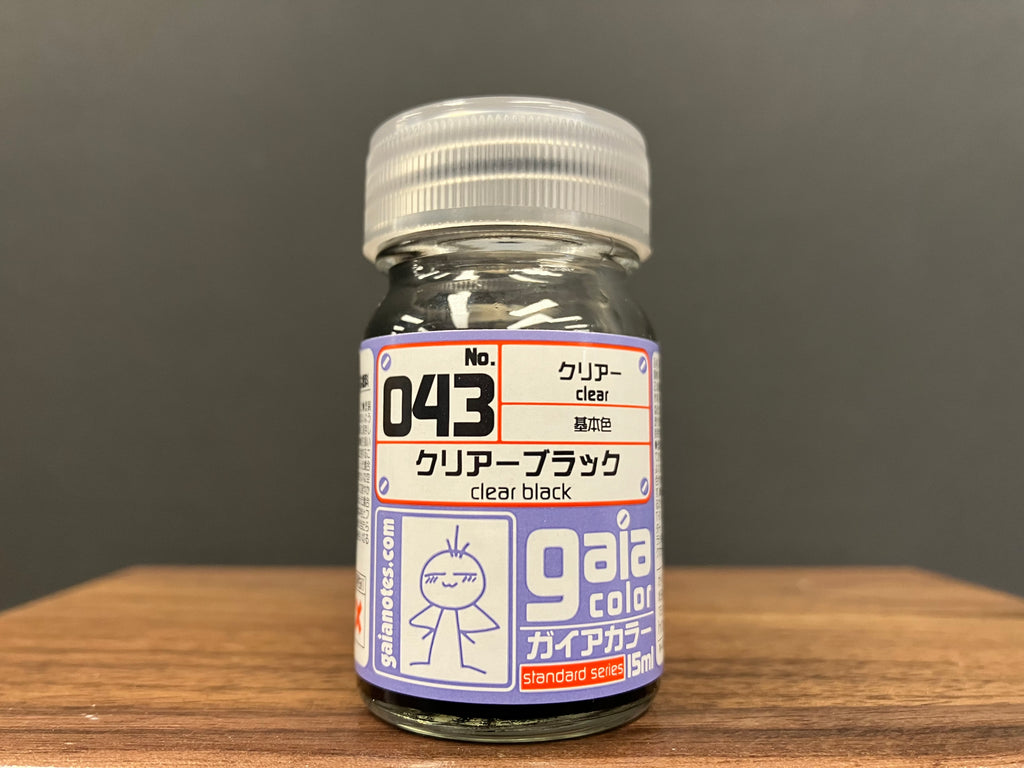 No.
043
クリアー
clear
基本色
クリアーブラック
clear black
gaianotes.com
gaia
color
ガイアカラー
standard series
15ml